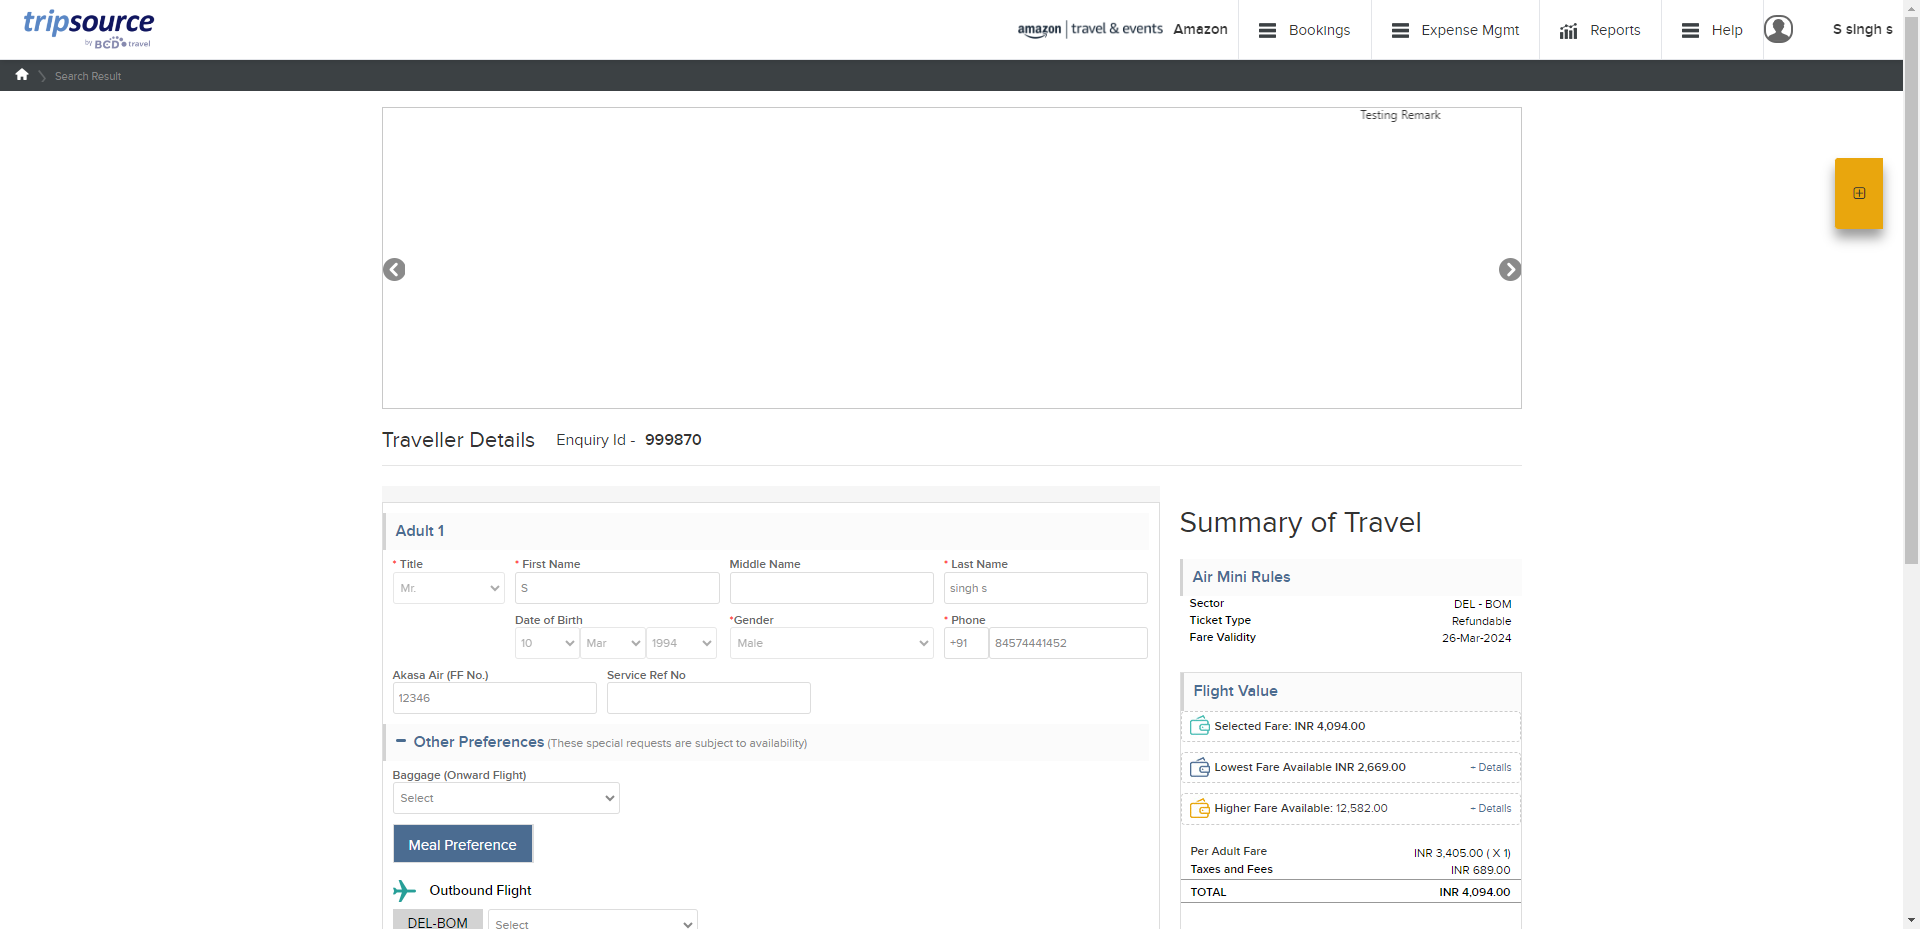 tripsource
by BCD travel
amazon | travel & events Amazon
Bookings
Expense Mgmt
Reports
Help
S singh s
Search Result
Testing Remark
Traveller Details Enquiry Id - 999870
Adult 1
* Title * First Name Middle Name * Last Name
Mr. S singh s
Date of Birth *Gender * Phone
10 Mar 1994 Male +91 84574441452
Akasa Air (FF No.) Service Ref No
12346
− Other Preferences (These special requests are subject to availability)
Baggage (Onward Flight)
Select
Meal Preference
Outbound Flight
DEL-BOM Select
Summary of Travel
Air Mini Rules
Sector DEL - BOM
Ticket Type Refundable
Fare Validity 26-Mar-2024
Flight Value
Selected Fare: INR 4,094.00
Lowest Fare Available INR 2,669.00 + Details
Higher Fare Available: 12,582.00 + Details
Per Adult Fare INR 3,405.00 ( X 1)
Taxes and Fees INR 689.00
TOTAL INR 4,094.00